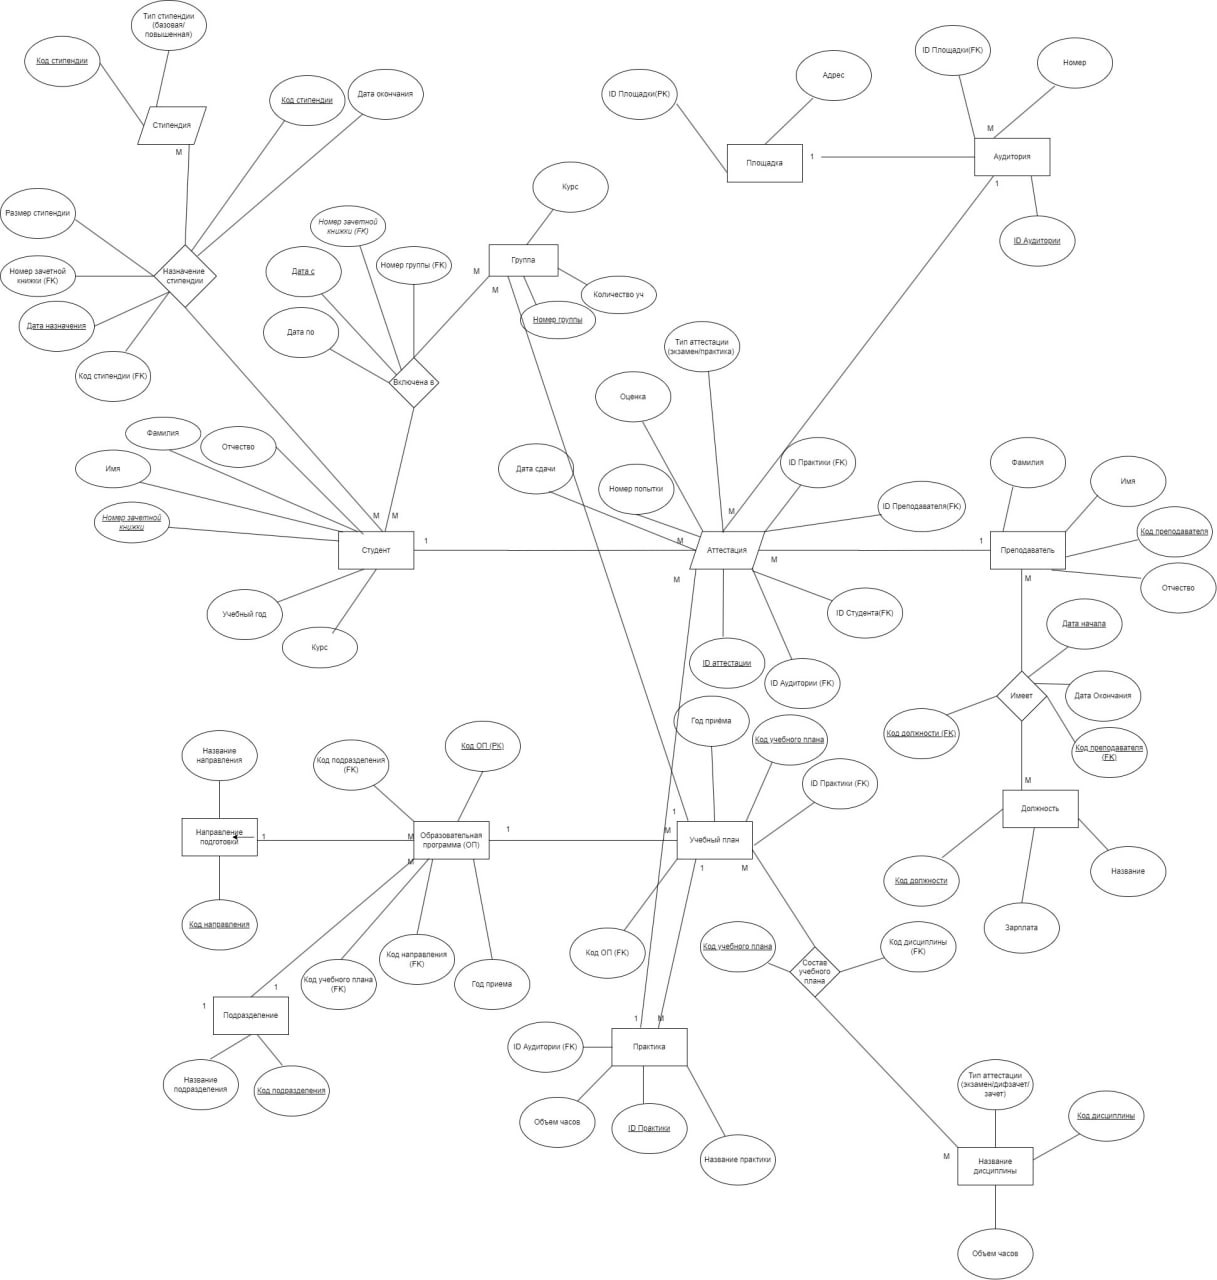 Тип стипендии
(базовая/
повышенная)
Код стипендии
Стипендия
М
Код стипендии
Дата окончания
Размер стипендии
Номер зачетной
книжки (FK)
Дата назначения
Код стипендии (FK)
Назначение
стипендии
Номер зачетной
книжки (FK)
Дата с
Номер группы (FK)
Дата по
Включена в
Курс
Группа
М
М
Количество уч
Номер группы
ID Площадки(PK)
Адрес
Площадка
1
ID Площадки(FK)
Номер
М
Аудитория
1
ID Аудитории
Фамилия
Отчество
Имя
Номер зачетной
книжки
М
М
Студент
1
Учебный год
Курс
Тип аттестации
(экзамен/практика)
Оценка
Дата сдачи
Номер попытки
ID Практики (FK)
ID Преподавателя(FK)
М
М
Аттестация
М
М
ID Студента(FK)
ID аттестации
ID Аудитории (FK)
Фамилия
Имя
Код преподавателя
Отчество
1
Преподаватель
М
Дата начала
Дата Окончания
Имеет
Код должности (FK)
Код преподавателя
(FK)
М
Должность
Код должности
Название
Зарплата
Название
направления
Направление
подготовки
1
Код направления
Код подразделения
(FK)
Код ОП (PK)
М
Образовательная
программа (ОП)
1
М
Код учебного плана
(FK)
Код направления
(FK)
Год приема
1
1
Подразделение
Название
подразделения
Код подразделения
Год приёма
Код учебного плана
ID Практики (FK)
1
М
Учебный план
1
М
Код ОП (FK)
Код учебного плана
Код дисциплины
(FK)
Состав
учебного
плана
1
М
Практика
ID Аудитории (FK)
Объем часов
ID Практики
Название практики
Тип аттестации
(экзамен/дифзачет/
зачет)
Код дисциплины
М
Название
дисциплины
Объем часов